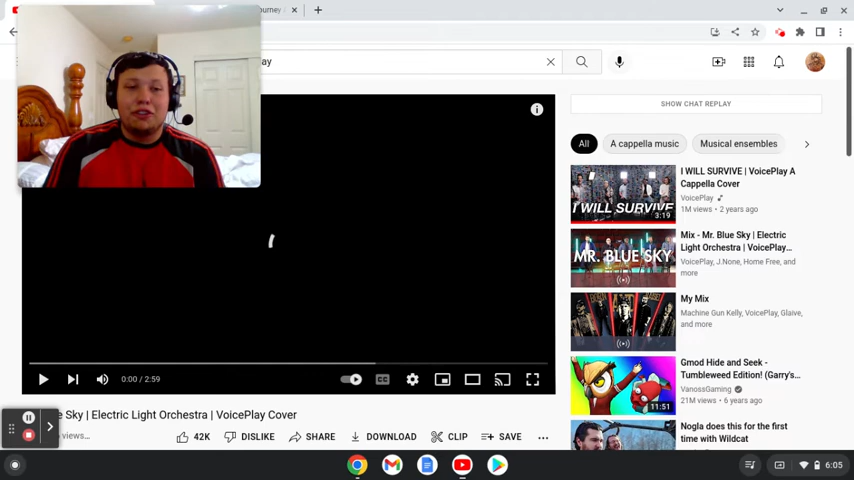 ourney /
ay
SHOW CHAT REPLAY
All
A cappella music
Musical ensembles
I WILL SURVIVE
3:19
I WILL SURVIVE | VoicePlay A
Cappella Cover
VoicePlay
1M views • 2 years ago
MR. BLUE SKY
Mix - Mr. Blue Sky | Electric
Light Orchestra | VoicePlay...
VoicePlay, J.None, Home Free, and
more
My Mix
Machine Gun Kelly, VoicePlay, Glaive,
and more
Gmod Hide and Seek -
Tumbleweed Edition! (Garry's...
VanossGaming
21M views • 6 years ago
11:51
Nogla does this for the first
time with Wildcat
0:00 / 2:59
CC
e Sky | Electric Light Orchestra | VoicePlay Cover
views...
42K
DISLIKE
SHARE
DOWNLOAD
CLIP
SAVE
6:05